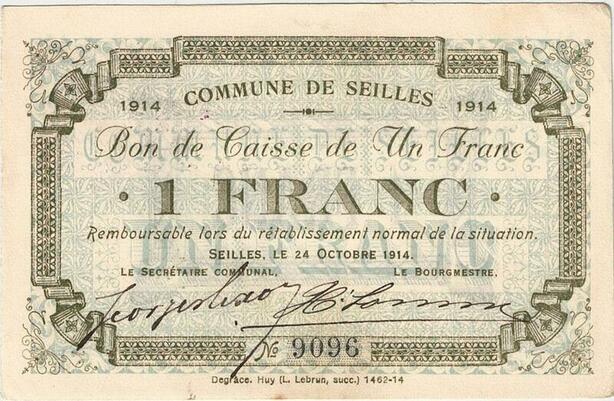 COMMUNE DE SEILLES
1914 1914
Bon de Caisse de Un Franc
1 FRANC
Remboursable lors du rétablissement normal de la situation.
SEILLES, LE 24 OCTOBRE 1914.
LE SECRÉTAIRE COMMUNAL, LE BOURGMESTRE.
No 9096
Degrace. Huy (L. Lebrun, succ.) 1462-14